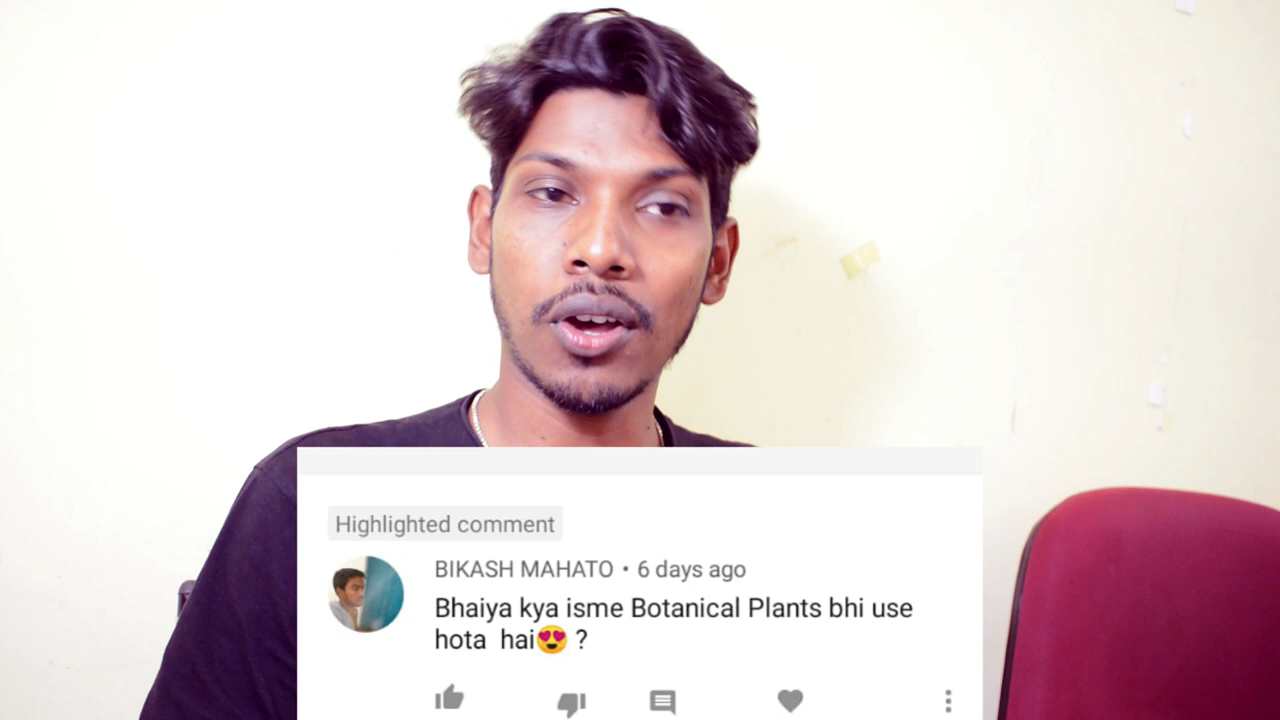 Highlighted comment
BIKASH MAHATO • 6 days ago
Bhaiya kya isme Botanical Plants bhi use
hota hai😍 ?